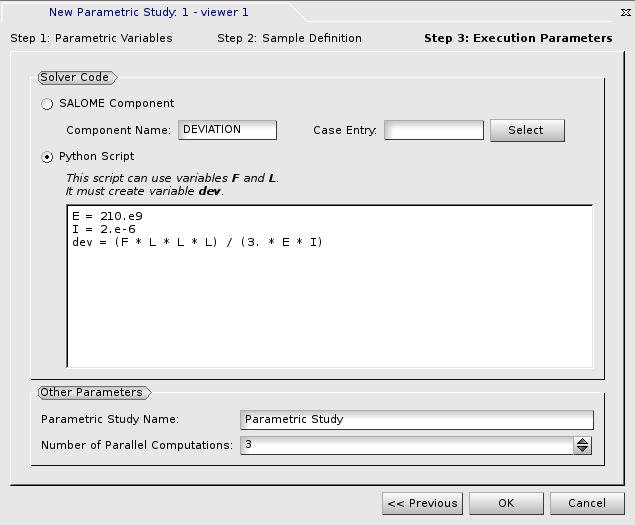 New Parametric Study: 1 - viewer 1
Step 1: Parametric Variables Step 2: Sample Definition Step 3: Execution Parameters
Solver Code
SALOME Component
Component Name: DEVIATION Case Entry: Select
Python Script
This script can use variables F and L.
It must create variable dev.
E = 210.e9
I = 2.e-6
dev = (F * L * L * L) / (3. * E * I)
Other Parameters
Parametric Study Name: Parametric Study
Number of Parallel Computations: 3
<< Previous OK Cancel